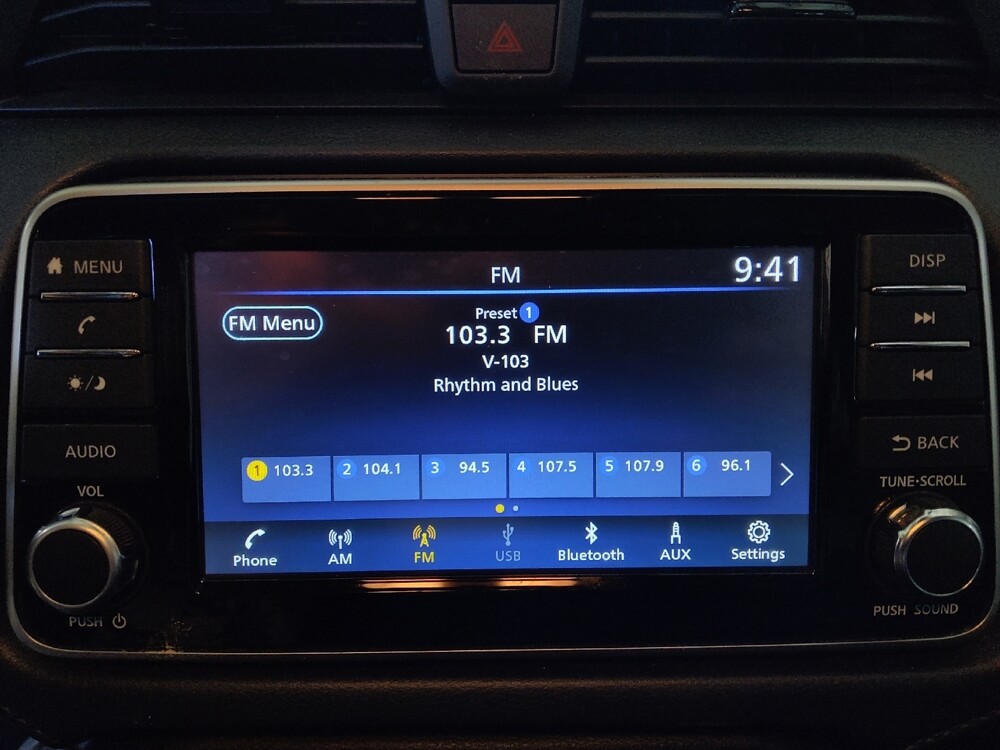 FM
9:41
FM Menu
Preset 1
103.3 FM
V-103
Rhythm and Blues
1 103.3
2 104.1
3 94.5
4 107.5
5 107.9
6 96.1
Phone
AM
FM
USB
Bluetooth
AUX
Settings
MENU
AUDIO
VOL
PUSH
DISP
BACK
TUNE·SCROLL
PUSH SOUND